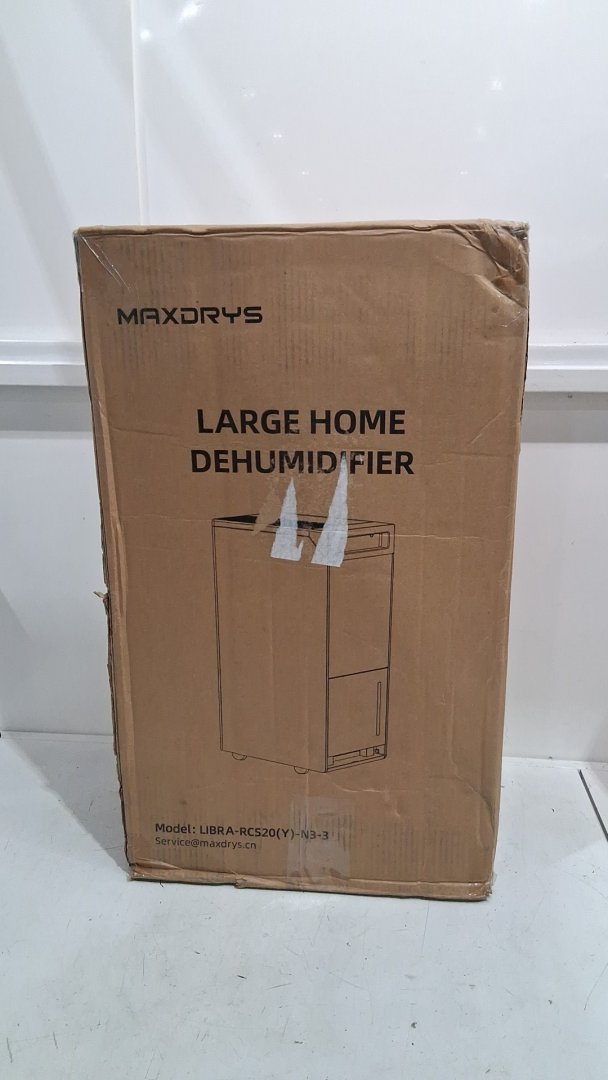 MAXDRYS
LARGE HOME
DEHUMIDIFIER
Model: LIBRA-RCS20(Y)-N3-3
Service@maxdrys.cn